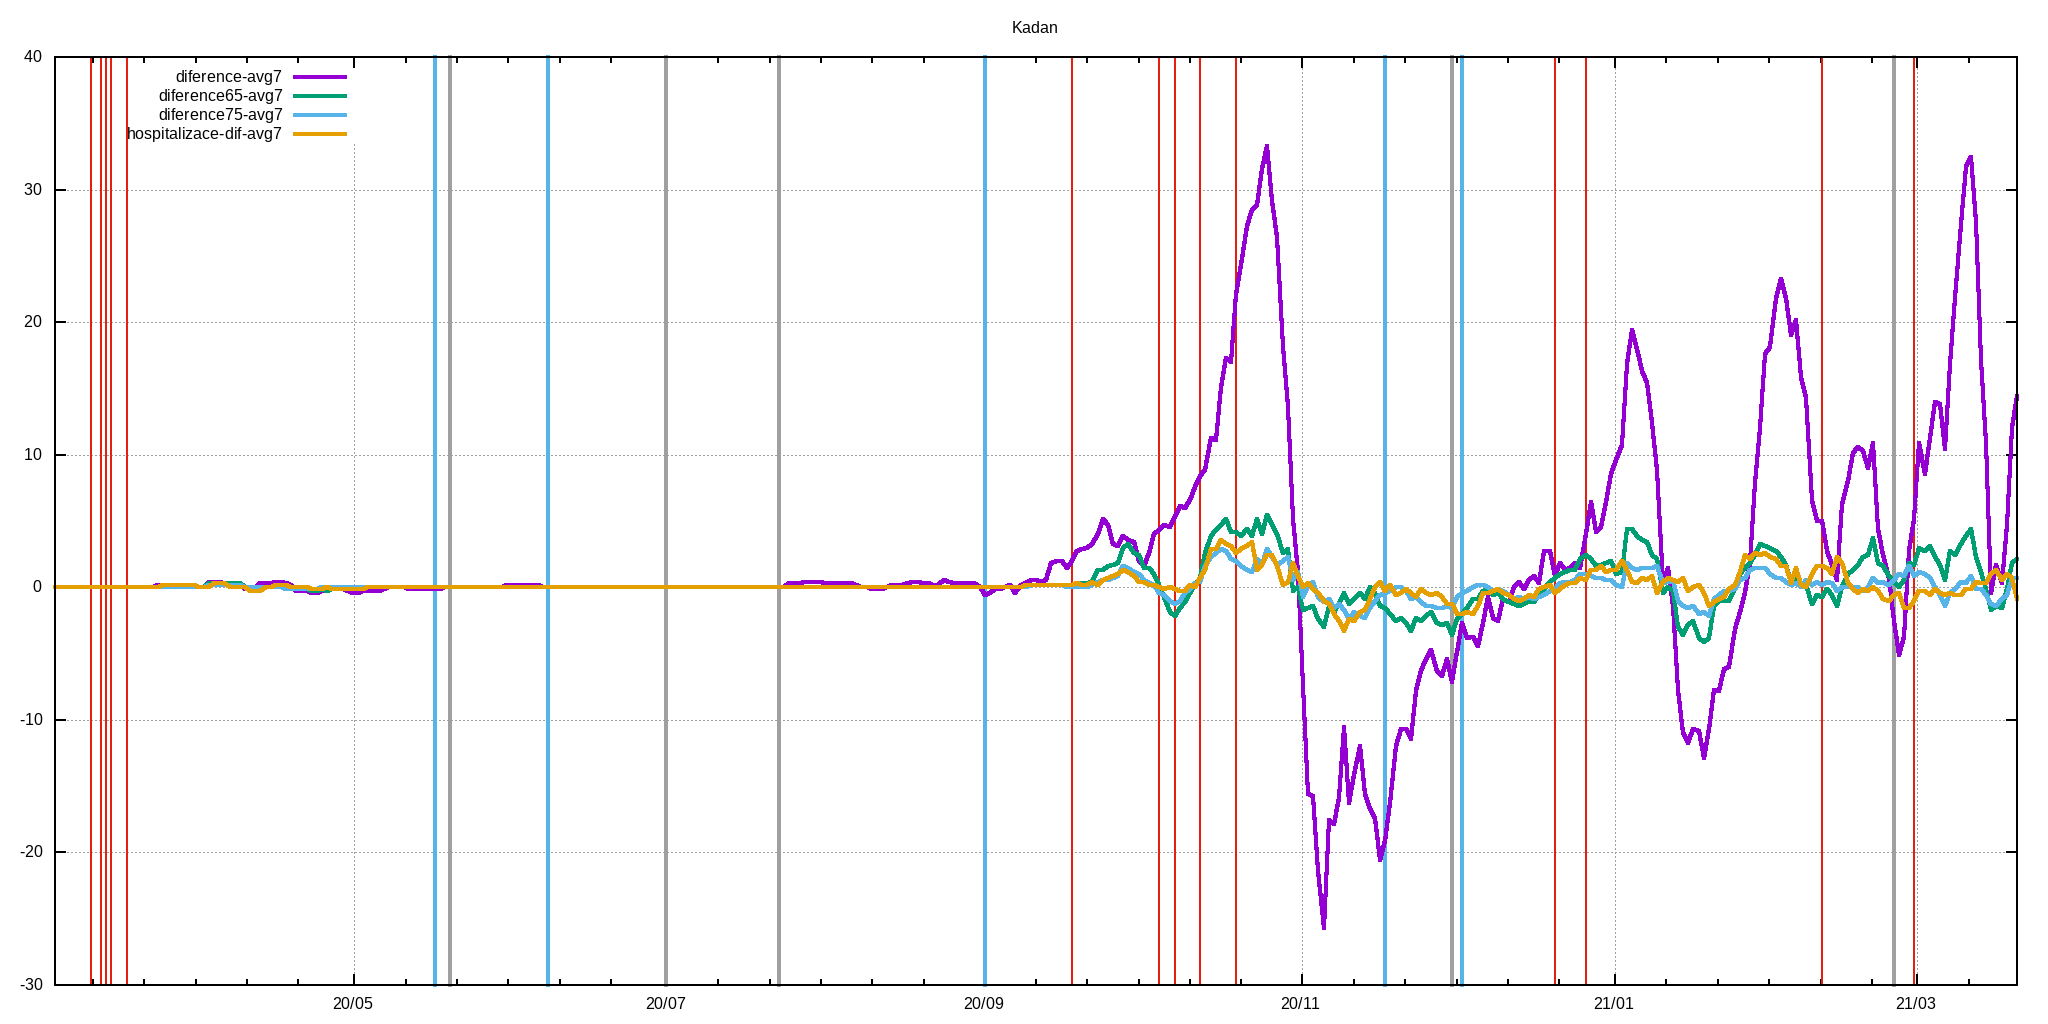 Kadan
40
diference-avg7
diference65-avg7
diference75-avg7
hospitalizace-dif-avg7
30
20
10
0
-10
-20
-30
20/05 20/07 20/09 20/11 21/01 21/03